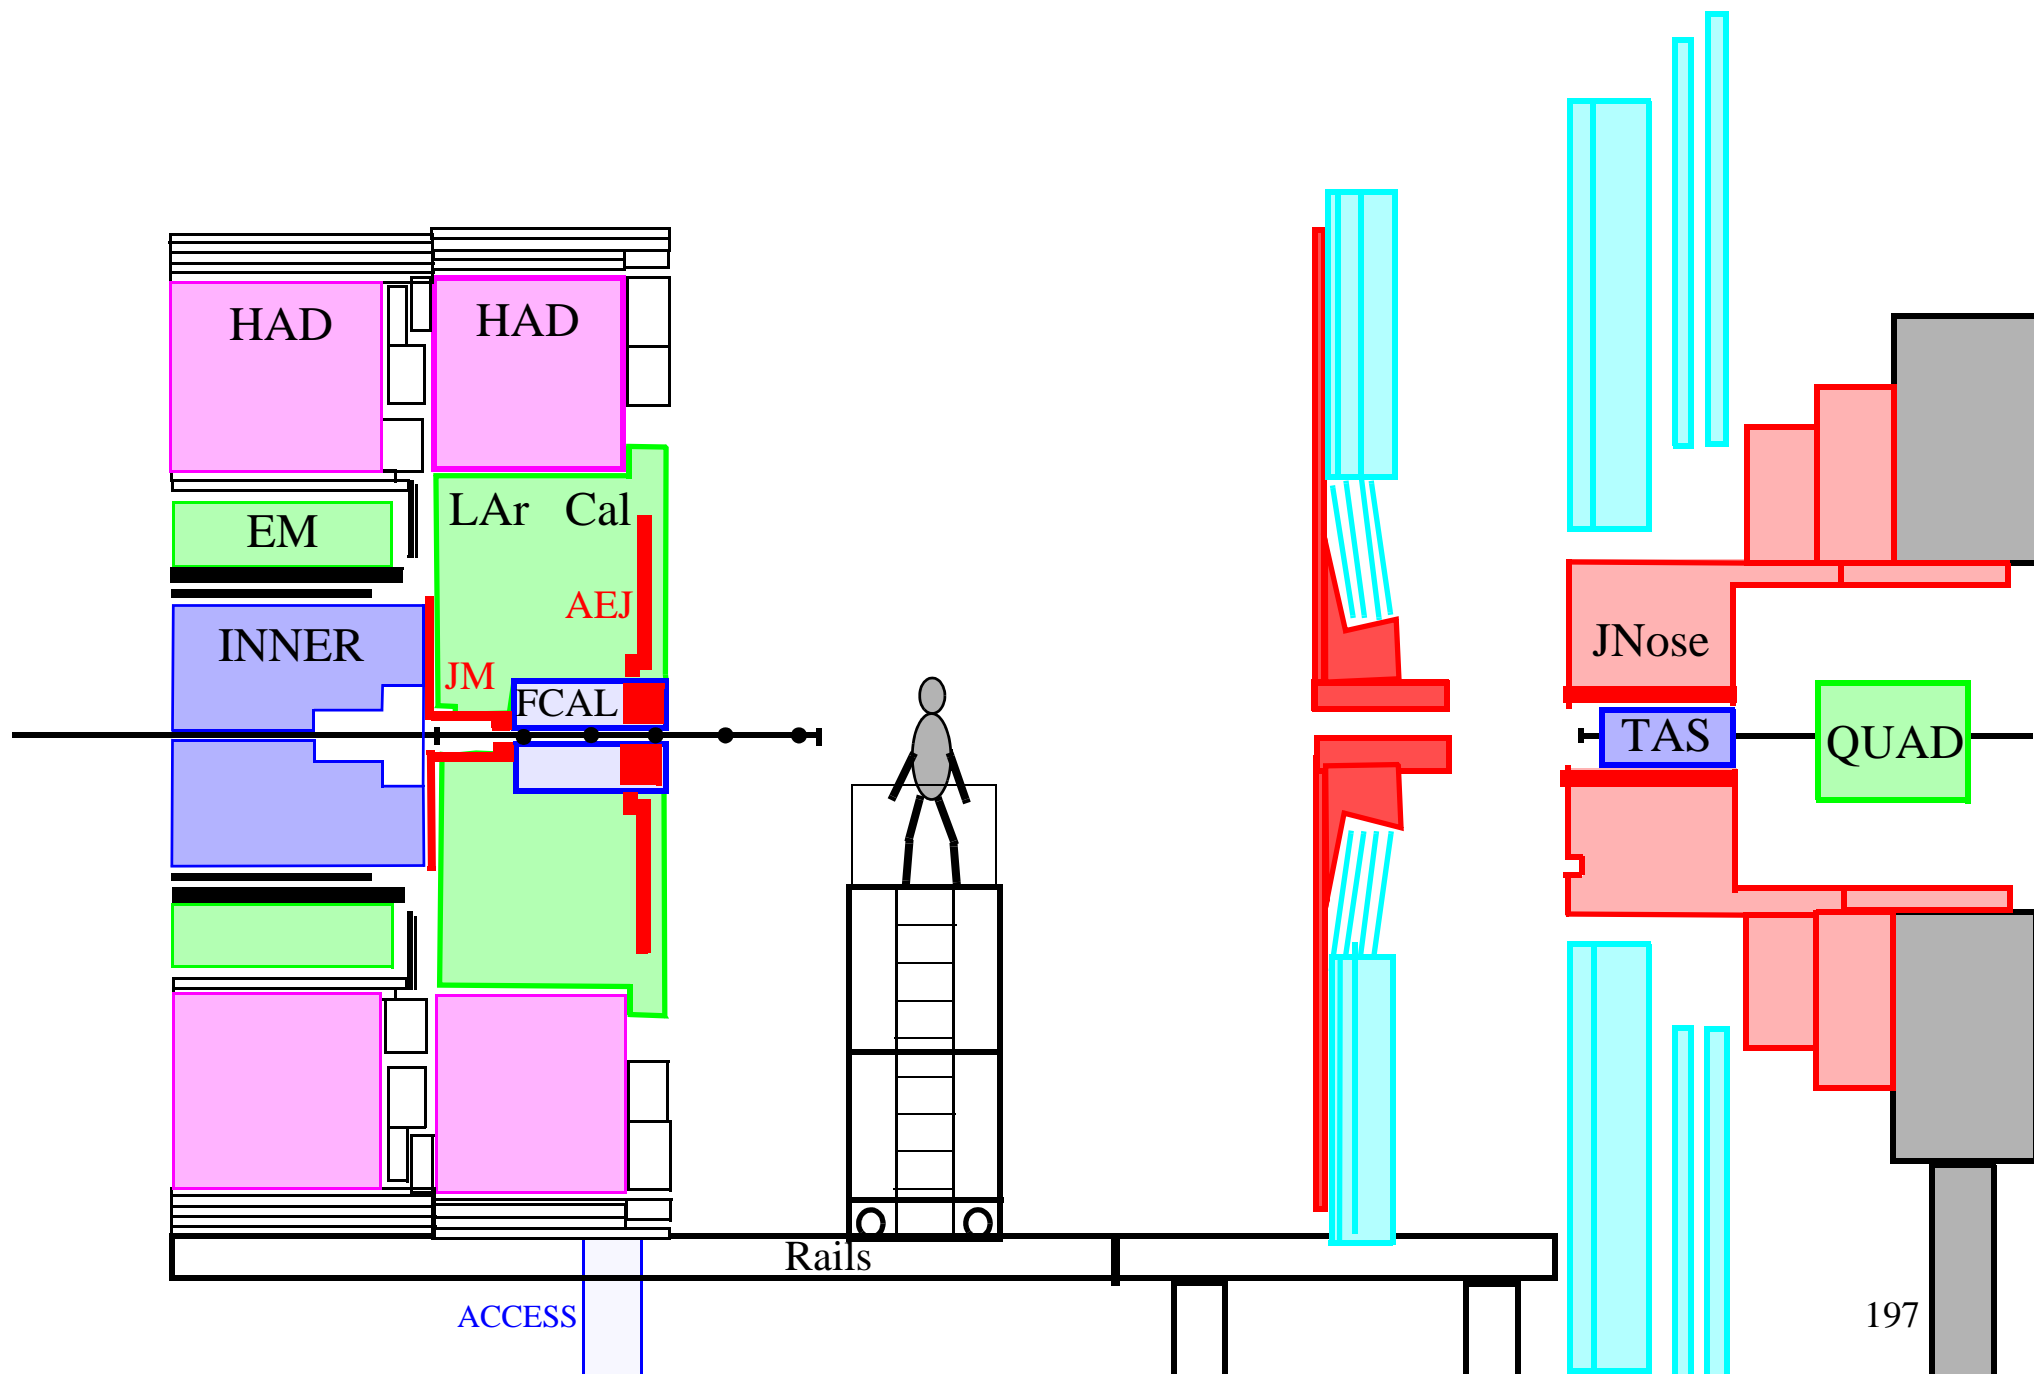 HAD
HAD
LAr Cal
EM
AEJ
INNER
JM
FCAL
JNose
TAS
QUAD
Rails
ACCESS
197